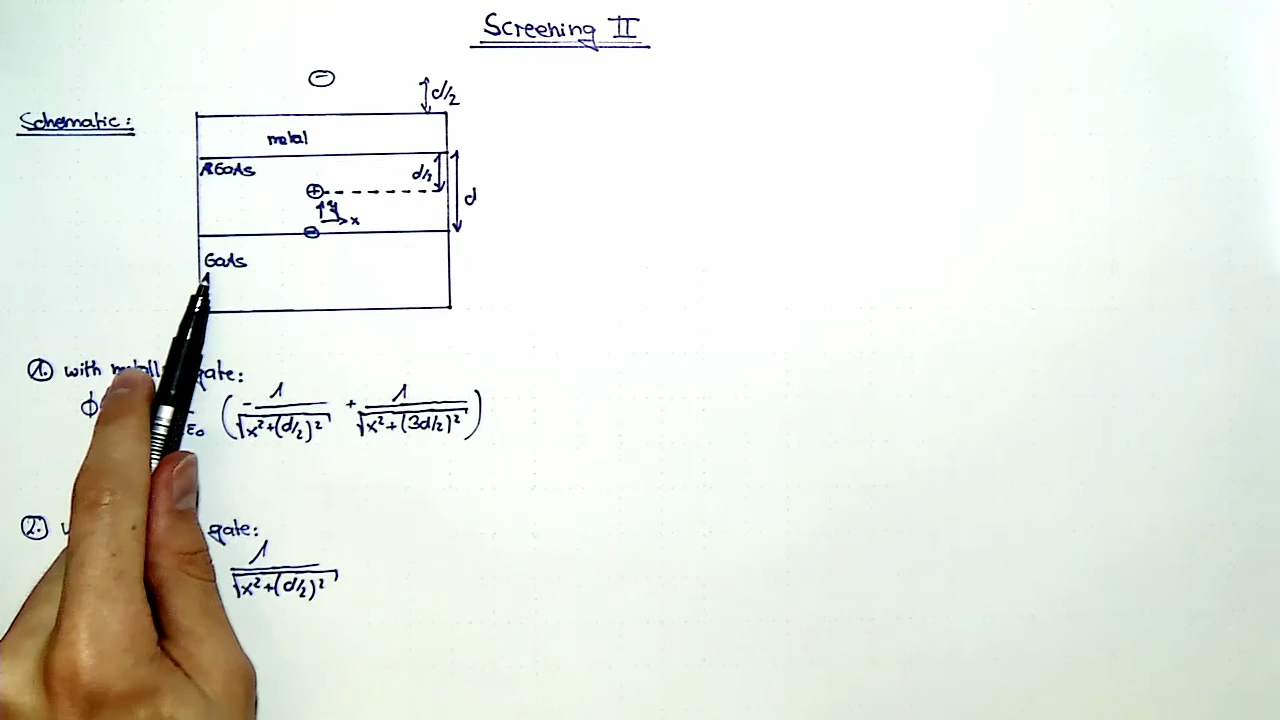 Screening II
⊖
d/2
Schematic:
metal
AlGaAs
d/2
⊕
d
y
x
⊖
GaAs
① with gate:
ϕ
ε₀ (-1/√(x²+(d/2)²) + 1/√(x²+(3d/2)²))
② gate:
1/√(x²+(d/2)²)